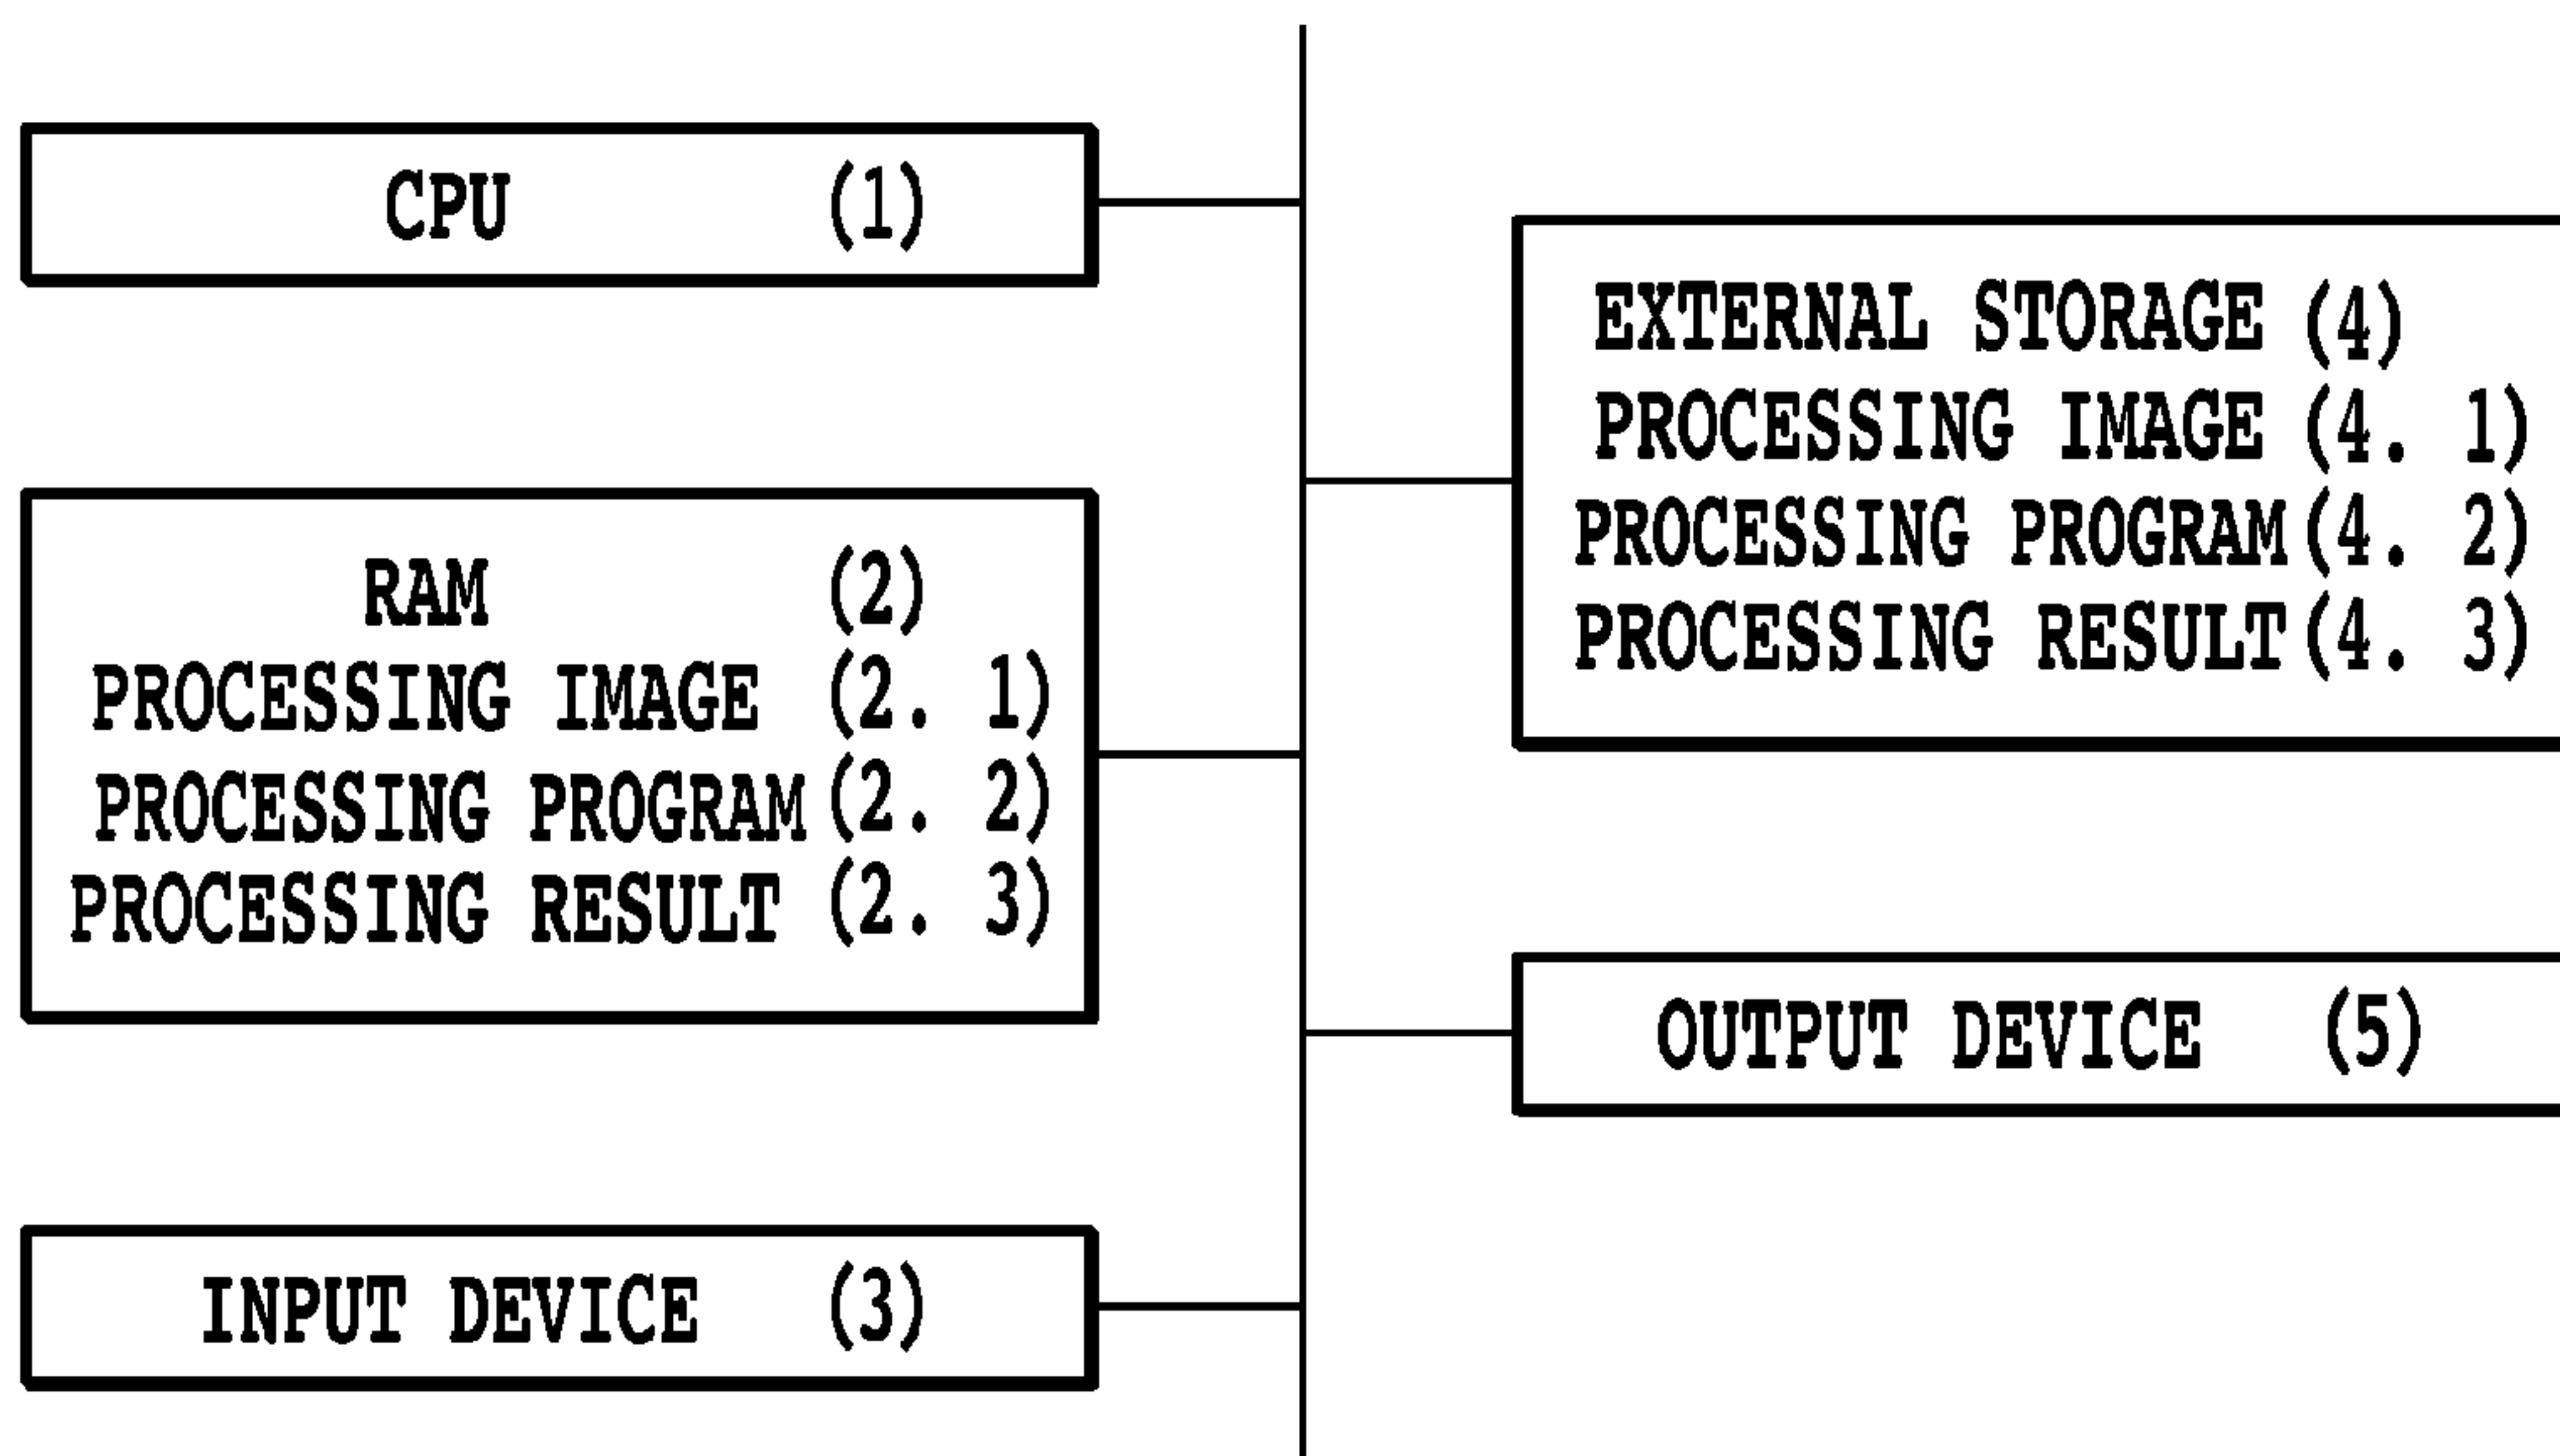 CPU (1)
RAM (2)
PROCESSING IMAGE (2. 1)
PROCESSING PROGRAM (2. 2)
PROCESSING RESULT (2. 3)
INPUT DEVICE (3)
EXTERNAL STORAGE (4)
PROCESSING IMAGE (4. 1)
PROCESSING PROGRAM (4. 2)
PROCESSING RESULT (4. 3)
OUTPUT DEVICE (5)